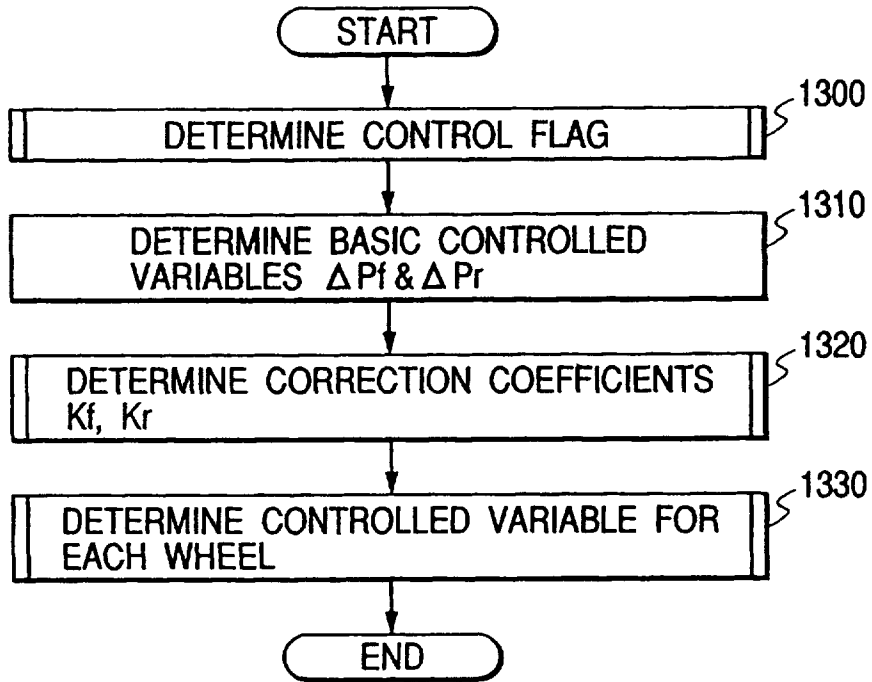 START
1300
DETERMINE CONTROL FLAG
1310
DETERMINE BASIC CONTROLLED
VARIABLES ΔPf & ΔPr
1320
DETERMINE CORRECTION COEFFICIENTS
Kf, Kr
1330
DETERMINE CONTROLLED VARIABLE FOR
EACH WHEEL
END